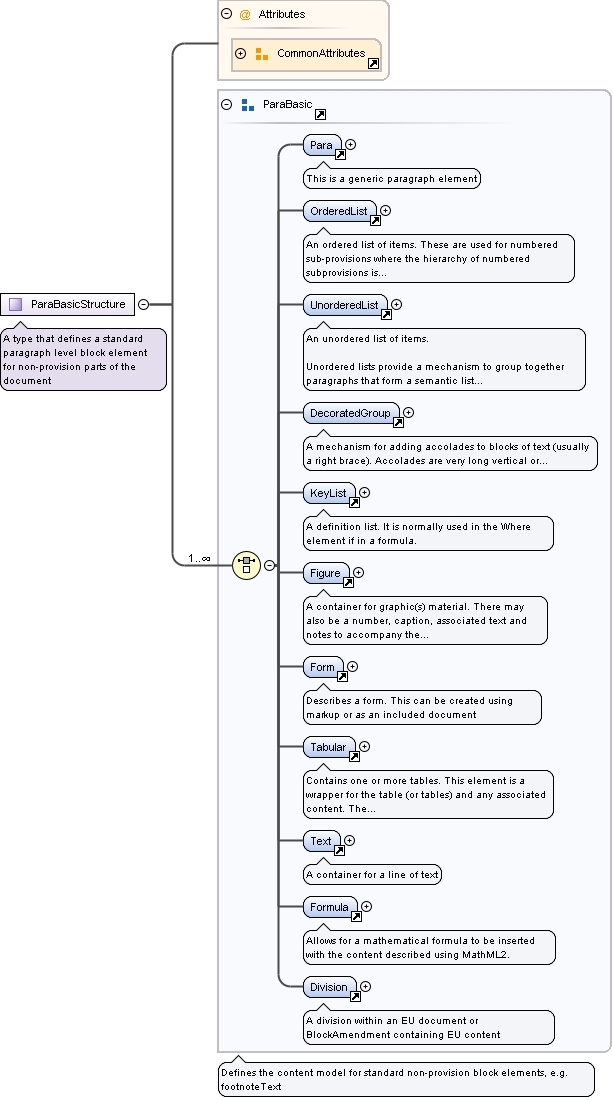 Attributes
CommonAttributes
ParaBasic
Para
This is a generic paragraph element
OrderedList
An ordered list of items. These are used for numbered
sub-provisions where the hierarchy of numbered
subprovisions is...
ParaBasicStructure
A type that defines a standard
paragraph level block element
for non-provision parts of the
document
UnorderedList
An unordered list of items.
Unordered lists provide a mechanism to group together
paragraphs that form a semantic list...
DecoratedGroup
A mechanism for adding accolades to blocks of text (usually
a right brace). Accolades are very long vertical or...
KeyList
A definition list. It is normally used in the Where
element if in a formula.
1..∞
Figure
A container for graphic(s) material. There may
also be a number, caption, associated text and
notes to accompany the...
Form
Describes a form. This can be created using
markup or as an included document
Tabular
Contains one or more tables. This element is a
wrapper for the table (or tables) and any associated
content. The...
Text
A container for a line of text
Formula
Allows for a mathematical formula to be inserted
with the content described using MathML2.
Division
A division within an EU document or
BlockAmendment containing EU content
Defines the content model for standard non-provision block elements, e.g.
footnoteText